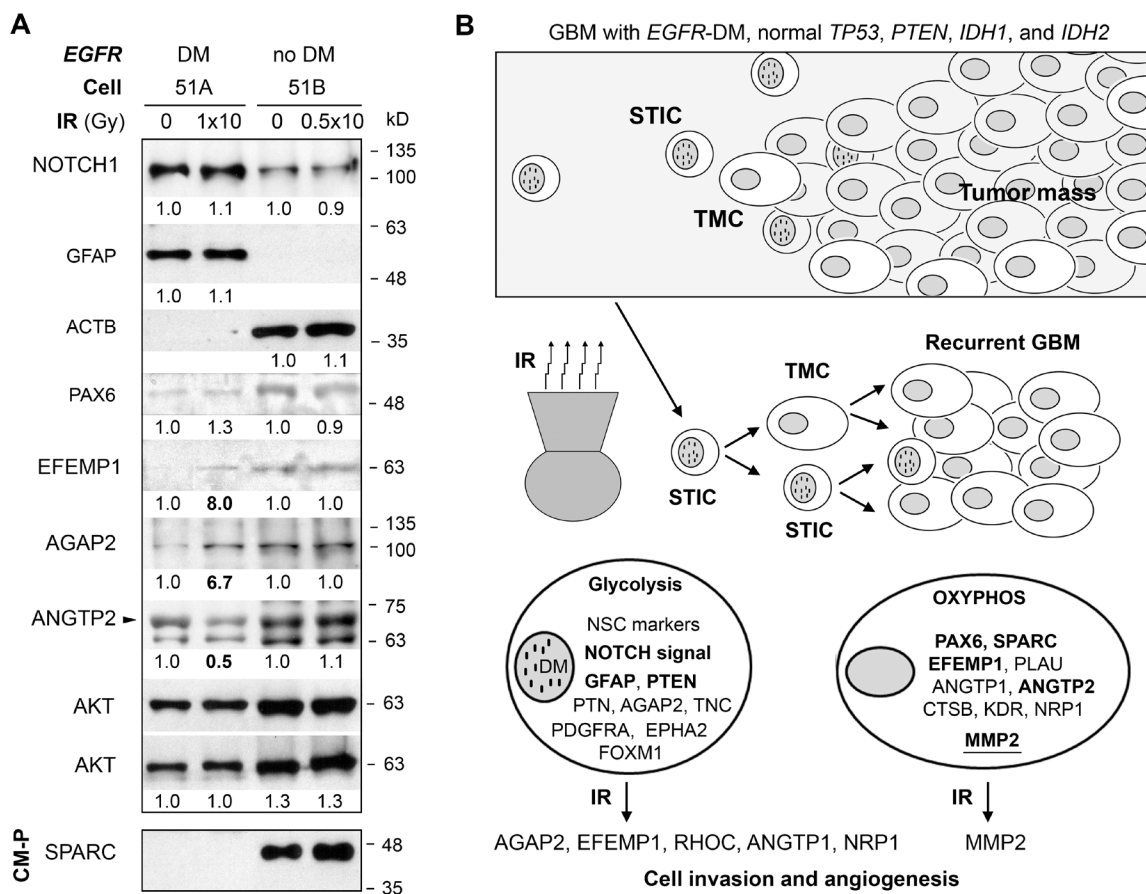 A
EGFR DM no DM
Cell 51A 51B
IR (Gy) 0 1x10 0 0.5x10 kD
NOTCH1 135
100
1.0 1.1 1.0 0.9
63
GFAP
48
1.0 1.1
ACTB
35
1.0 1.1
PAX6
48
1.0 1.3 1.0 0.9
EFEMP1 63
1.0 8.0 1.0 1.0
135
AGAP2 100
1.0 6.7 1.0 1.0
75
ANGTP2
63
1.0 0.5 1.0 1.1
AKT 63
AKT 63
1.0 1.0 1.3 1.3
CM-P
SPARC 48
35
B
GBM with EGFR-DM, normal TP53, PTEN, IDH1, and IDH2
STIC
TMC
Tumor mass
IR
STIC
TMC
STIC
Recurrent GBM
Glycolysis
NSC markers
NOTCH signal
DM
GFAP, PTEN
PTN, AGAP2, TNC
PDGFRA, EPHA2
FOXM1
OXYPHOS
PAX6, SPARC
EFEMP1, PLAU
ANGTP1, ANGTP2
CTSB, KDR, NRP1
MMP2
IR
IR
AGAP2, EFEMP1, RHOC, ANGTP1, NRP1
MMP2
Cell invasion and angiogenesis